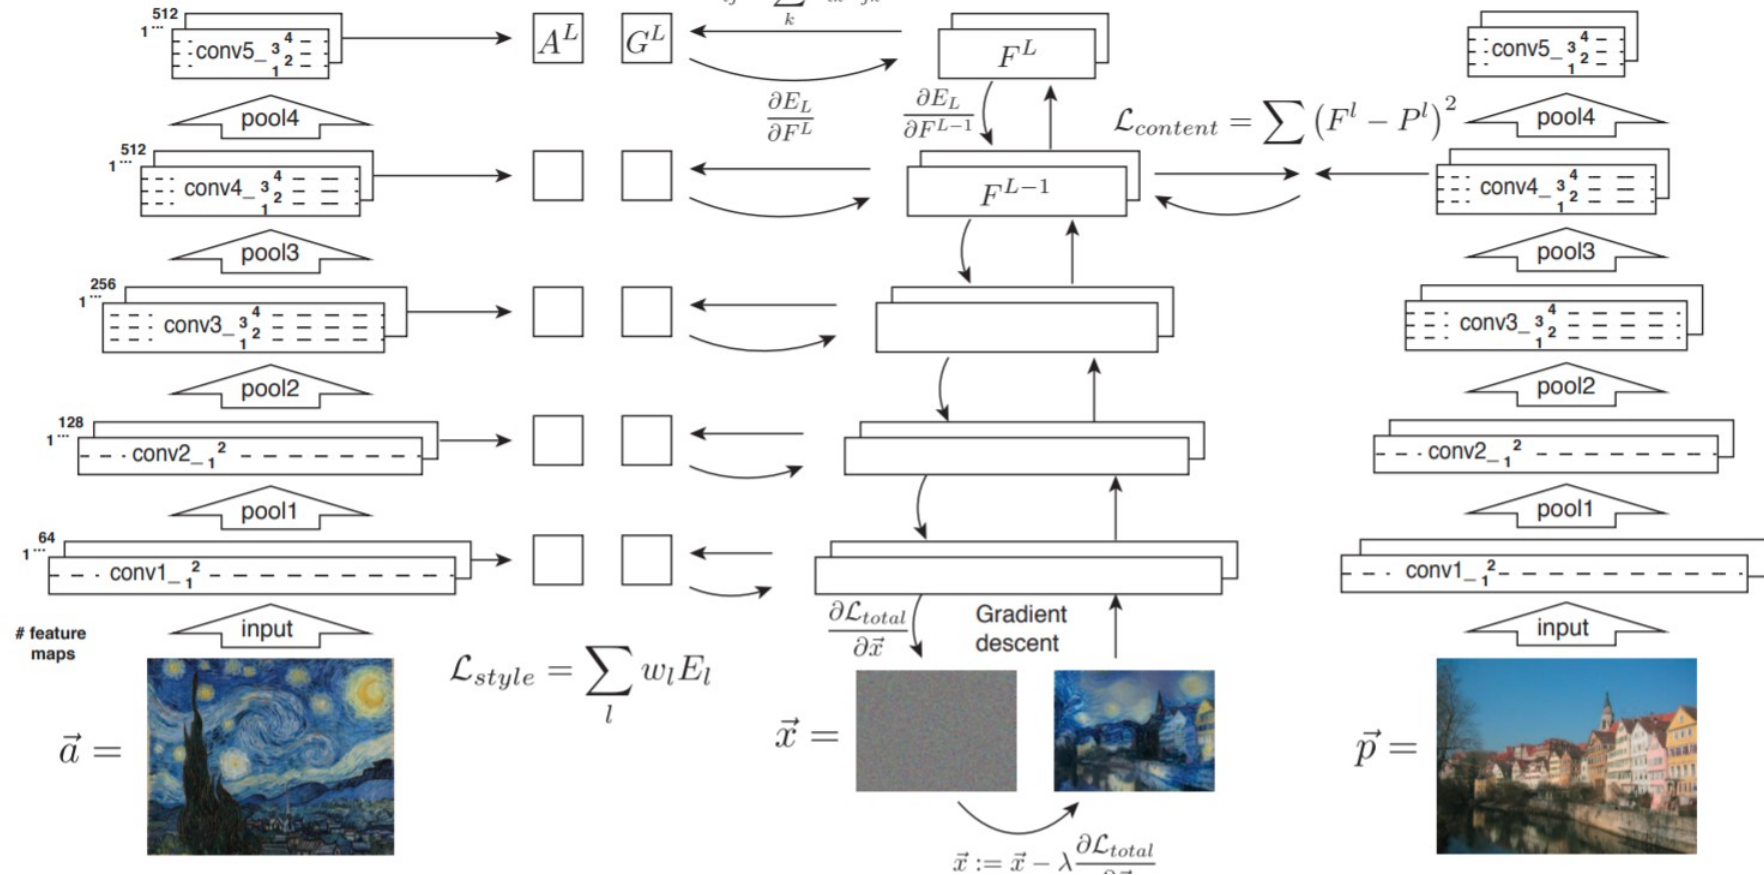 512
1...
conv5_ 1 2 3 4
A^L
G^L
k
F^L
∂E_L
∂F^L
∂E_L
∂F^{L-1}
L_content = ∑ (F^l − P^l)^2
conv5_ 1 2 3 4
pool4
pool4
512
1...
conv4_ 1 2 3 4
F^{L-1}
conv4_ 1 2 3 4
pool3
pool3
256
1...
conv3_ 1 2 3 4
conv3_ 1 2 3 4
pool2
pool2
128
1...
conv2_ 1 2
conv2_ 1 2
pool1
pool1
64
1...
conv1_ 1 2
conv1_ 1 2
# feature
maps
input
∂L_total
∂x⃗
Gradient
descent
input
L_style = ∑_l w_l E_l
a⃗ =
x⃗ =
p⃗ =
x⃗ := x⃗ − λ ∂L_total